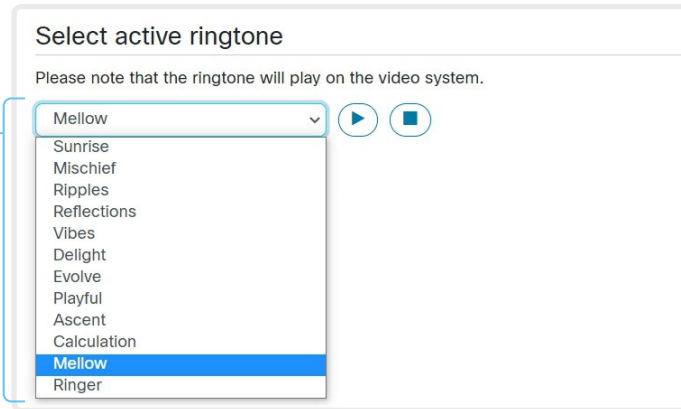 Select active ringtone
Please note that the ringtone will play on the video system.
Mellow
Sunrise
Mischief
Ripples
Reflections
Vibes
Delight
Evolve
Playful
Ascent
Calculation
Mellow
Ringer